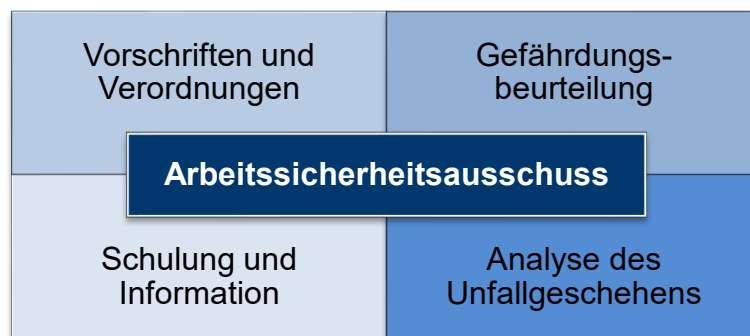 Vorschriften und
Verordnungen
Gefährdungs-
beurteilung
Arbeitssicherheitsausschuss
Schulung und
Information
Analyse des
Unfallgeschehens